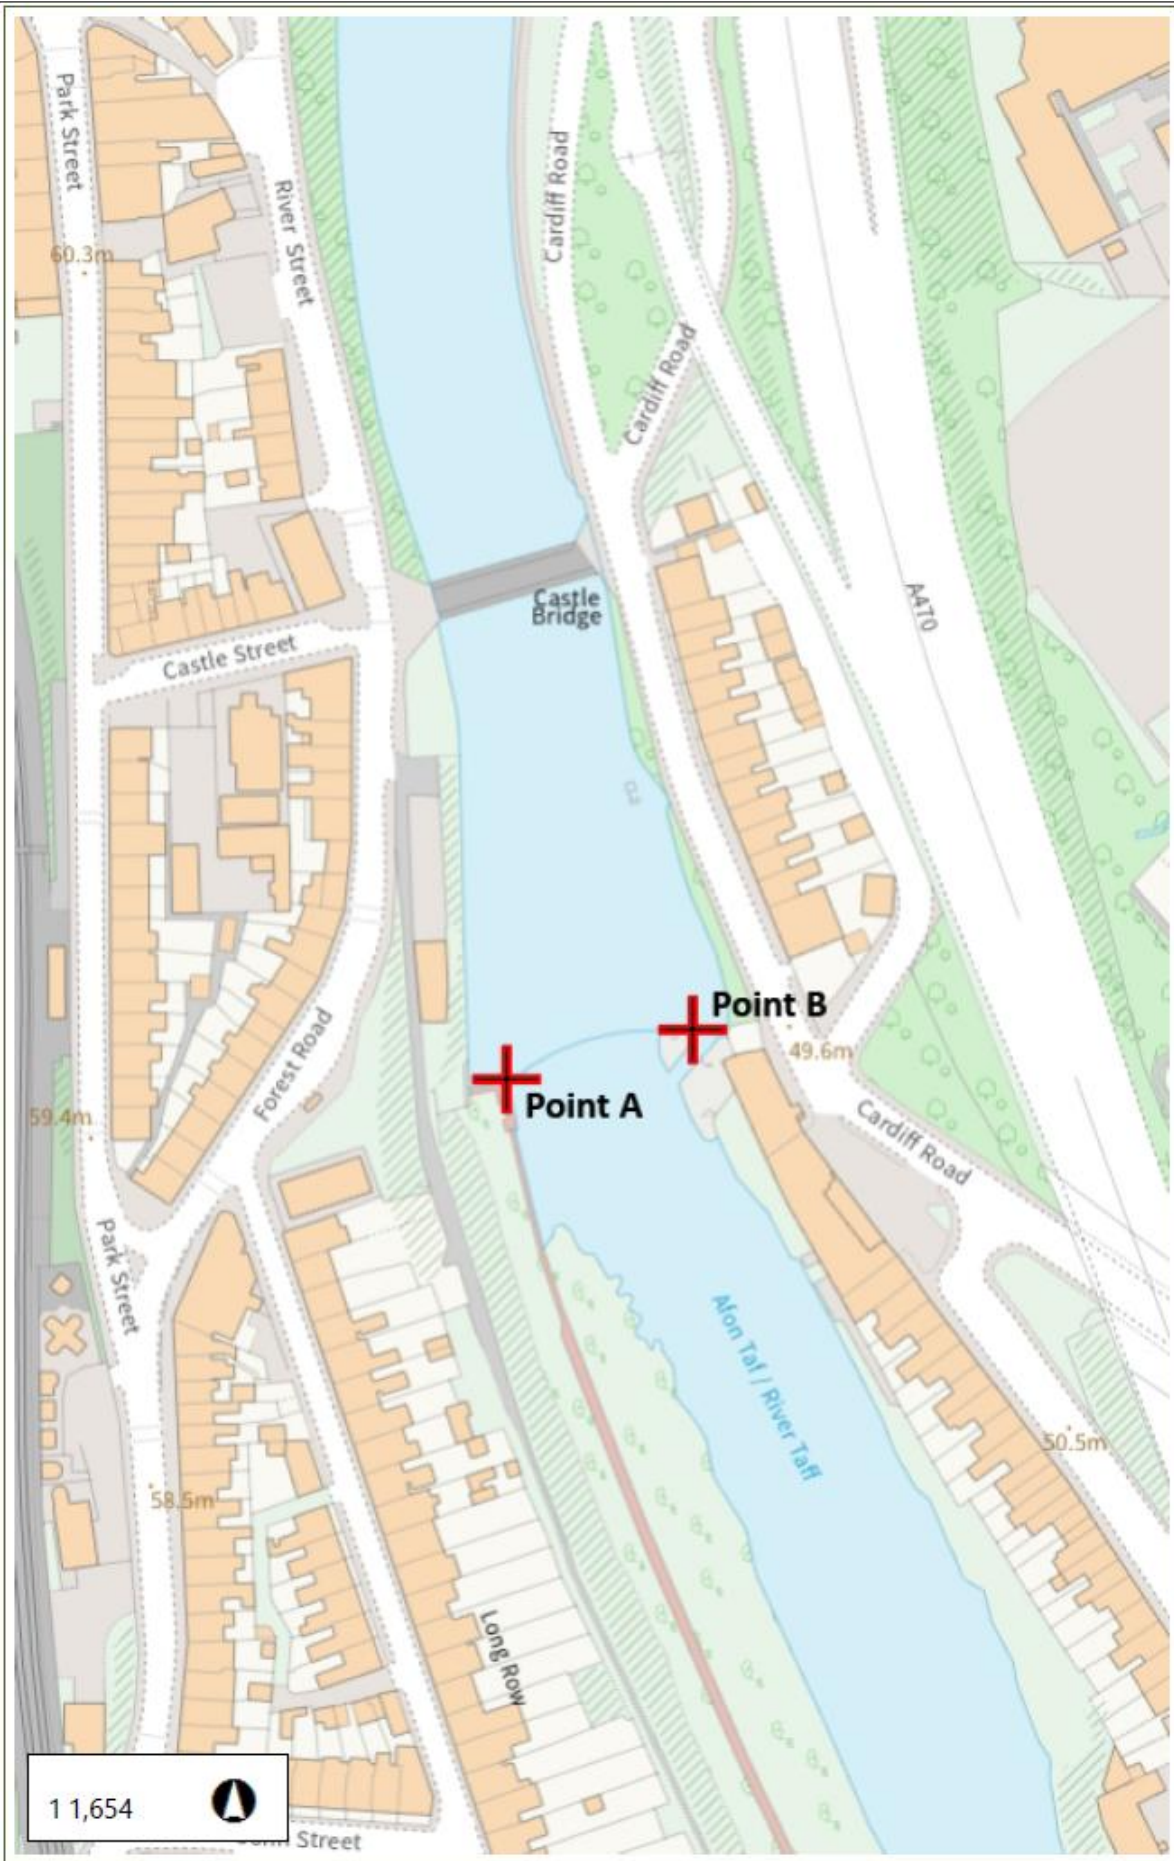 Park Street
River Street
Cardiff Road
60.3m
Cardiff Road
Castle
Bridge
A470
Castle Street
Point B
49.6m
Point A
Forest Road
59.4m
Cardiff Road
Park Street
Afon Taf / River Taff
50.5m
58.5m
Long Row
1 1,654
Street